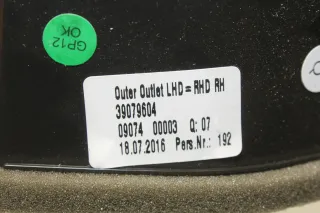 GP12
OK
Outer Outlet LHD = RHD RH
39079604
09074 00003 Q: 07
18.07.2016 Pers.Nr.: 192